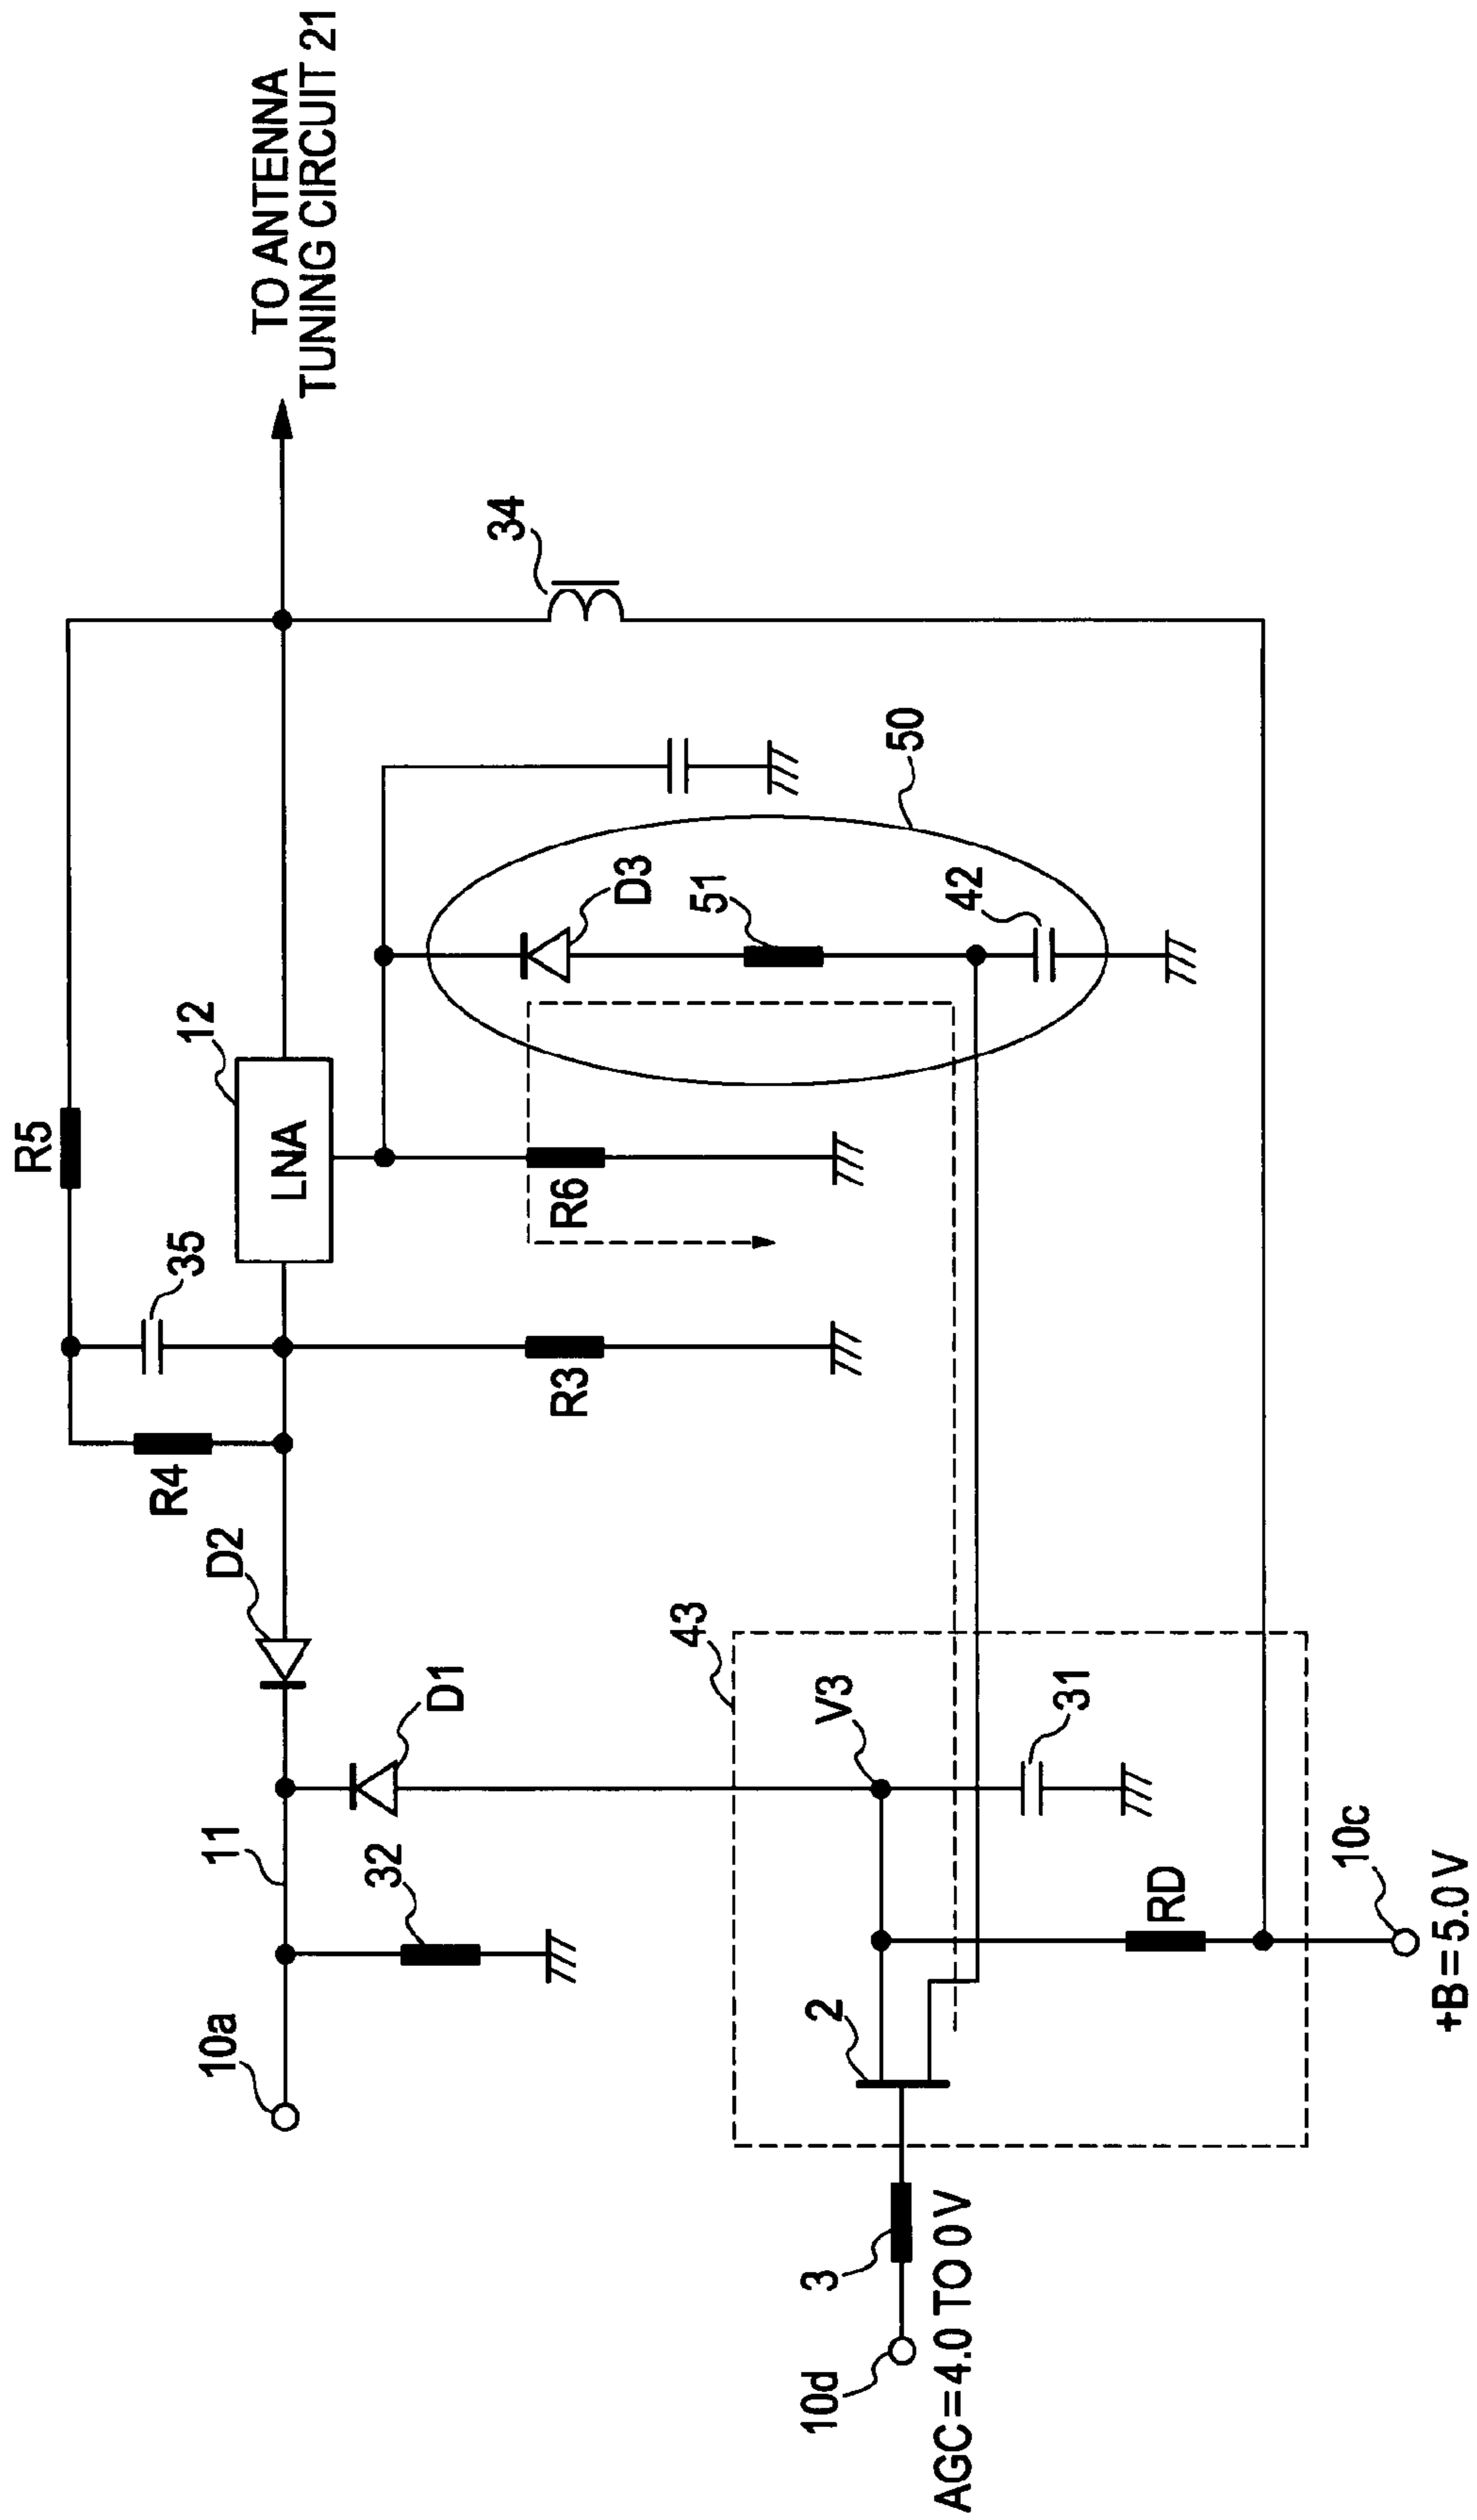 TO ANTENNA
TUNING CIRCUIT 21
R5
12
LNA
35
R4
D2
11
10a
32
D1
R3
R6
34
50
D3
51
42
43
V3
31
2
RD
3
10d
AGC=4.0 TO 0 V
10c
+B=5.0 V